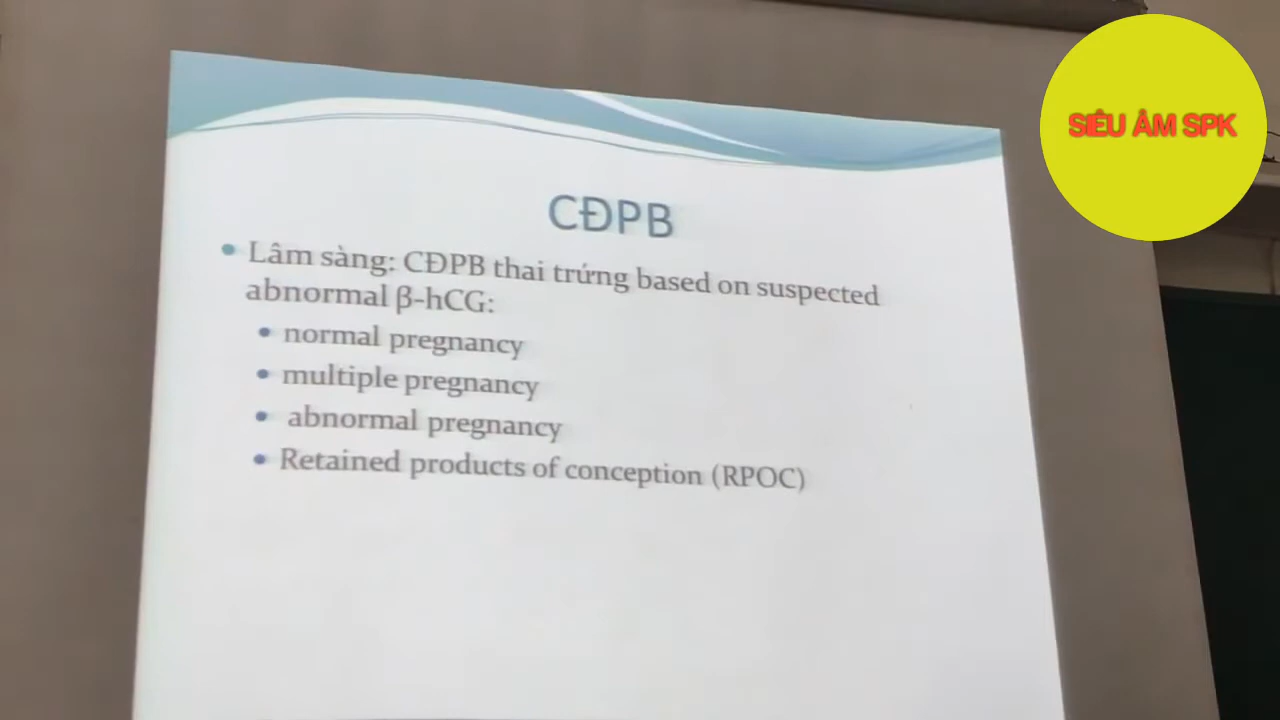 SIÊU ÂM SPK
CĐPB
Lâm sàng: CĐPB thai trứng based on suspected
abnormal β-hCG:
normal pregnancy
multiple pregnancy
abnormal pregnancy
Retained products of conception (RPOC)